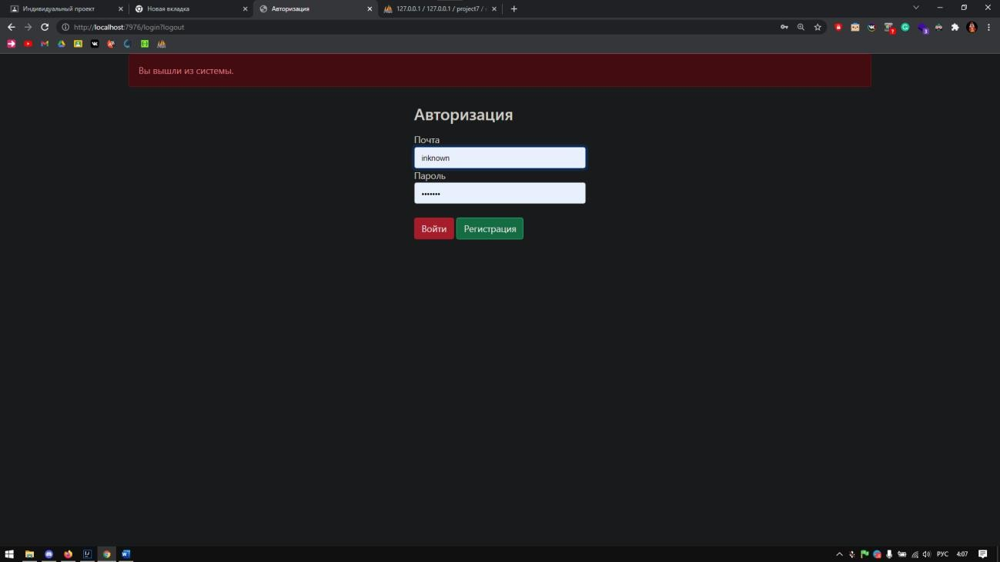 Индивидуальный проект
Новая вкладка
Авторизация
127.0.0.1 / 127.0.0.1 / project7 /
http://localhost:7976/login?logout
Вы вышли из системы.
Авторизация
Почта
inknown
Пароль
•••••••
Войти Регистрация
РУС 4:07